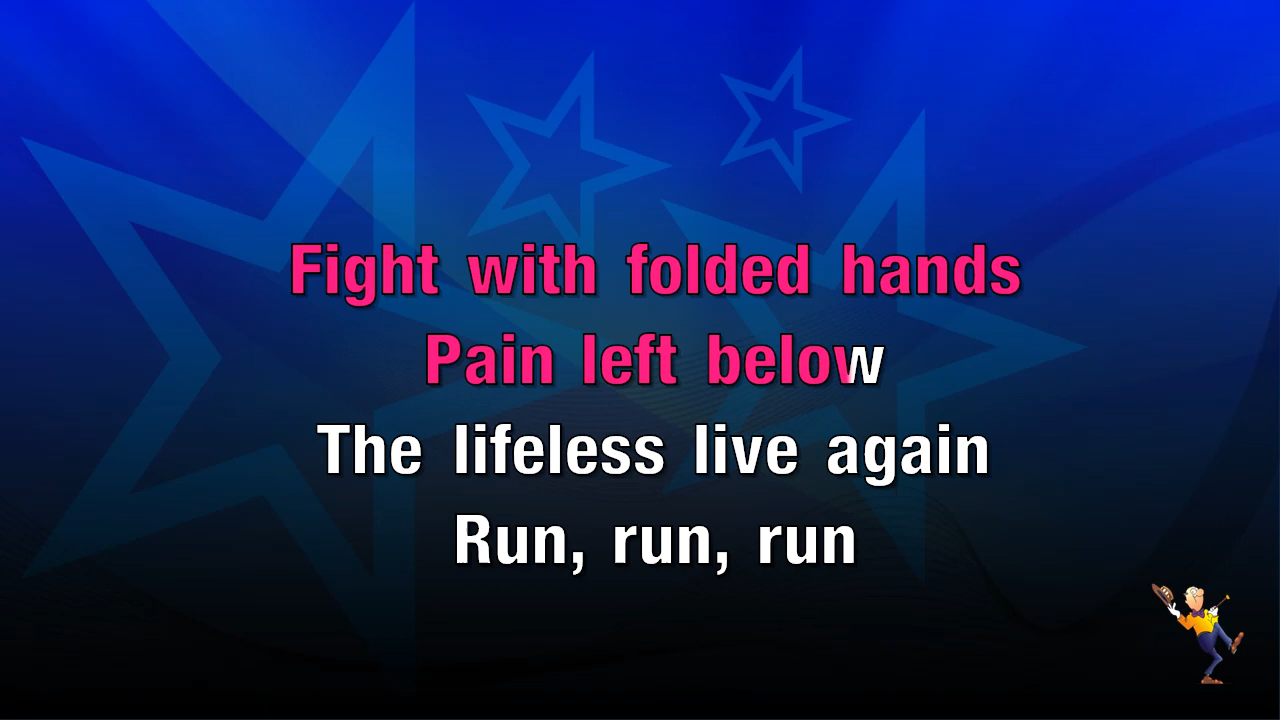 Fight with folded hands
Pain left below
The lifeless live again
Run, run, run